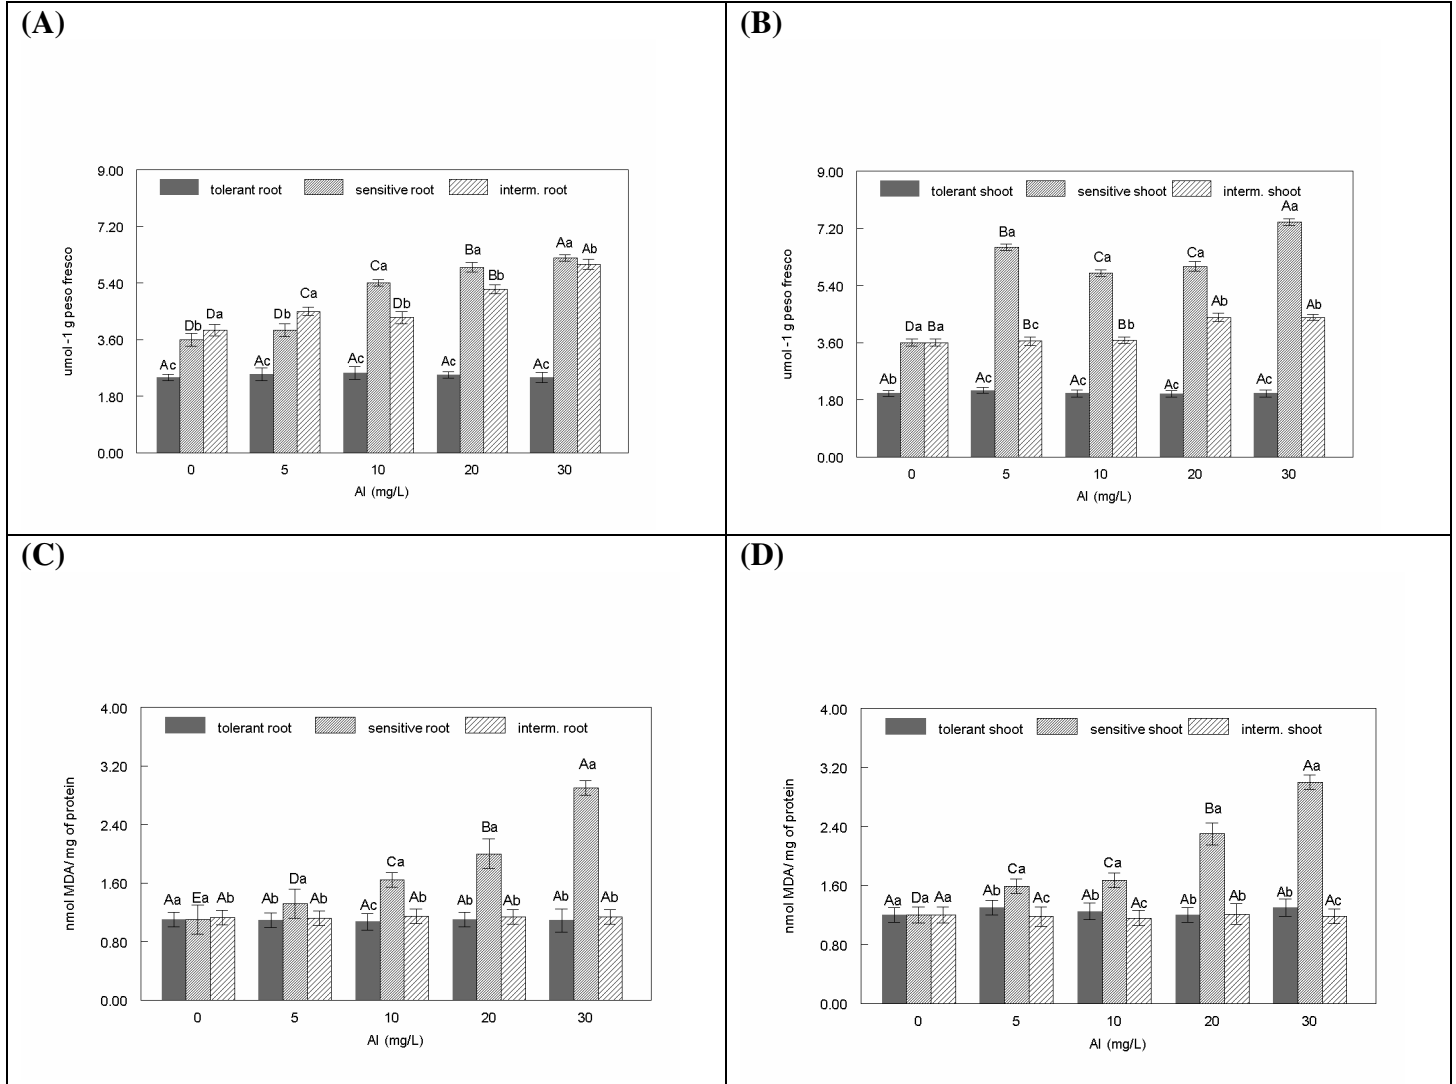 (A)
9.00
7.20
5.40
3.60
1.80
0.00
umol -1 g peso fresco
tolerant root sensitive root interm. root
Ac Db Da
Ac Db Ca
Ac Ca Db
Ac Ba Bb
Ac Aa Ab
0 5 10 20 30
Al (mg/L)
(B)
9.00
7.20
5.40
3.60
1.80
0.00
umol -1 g peso fresco
tolerant shoot sensitive shoot interm. shoot
Ab Da Ba
Ac Ba Bc
Ac Ca Bb
Ac Ca Ab
Ac Aa Ab
0 5 10 20 30
Al (mg/L)
(C)
4.00
3.20
2.40
1.60
0.80
0.00
nmol MDA/ mg of protein
tolerant root sensitive root interm. root
Aa Ea Ab
Ab Da Ab
Ac Ca Ab
Ab Ba Ab
Ab Aa Ab
0 5 10 20 30
Al (mg/L)
(D)
4.00
3.20
2.40
1.60
0.80
0.00
nmol MDA/ mg of protein
tolerant shoot sensitive shoot interm. shoot
Aa Da Aa
Ab Ca Ac
Ab Ca Ac
Ab Ba Ab
Ab Aa Ac
0 5 10 20 30
Al (mg/L)